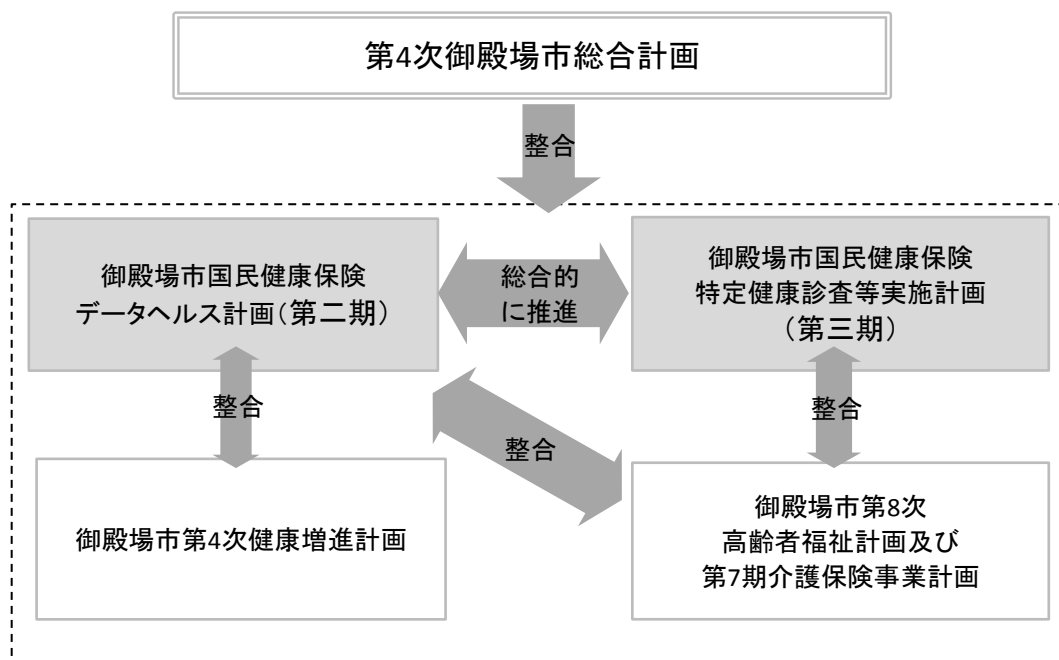 第4次御殿場市総合計画
整合
御殿場市国民健康保険
データヘルス計画(第二期)
総合的
に推進
御殿場市国民健康保険
特定健康診査等実施計画
(第三期)
整合
整合
整合
御殿場市第4次健康増進計画
御殿場市第8次
高齢者福祉計画及び
第7期介護保険事業計画